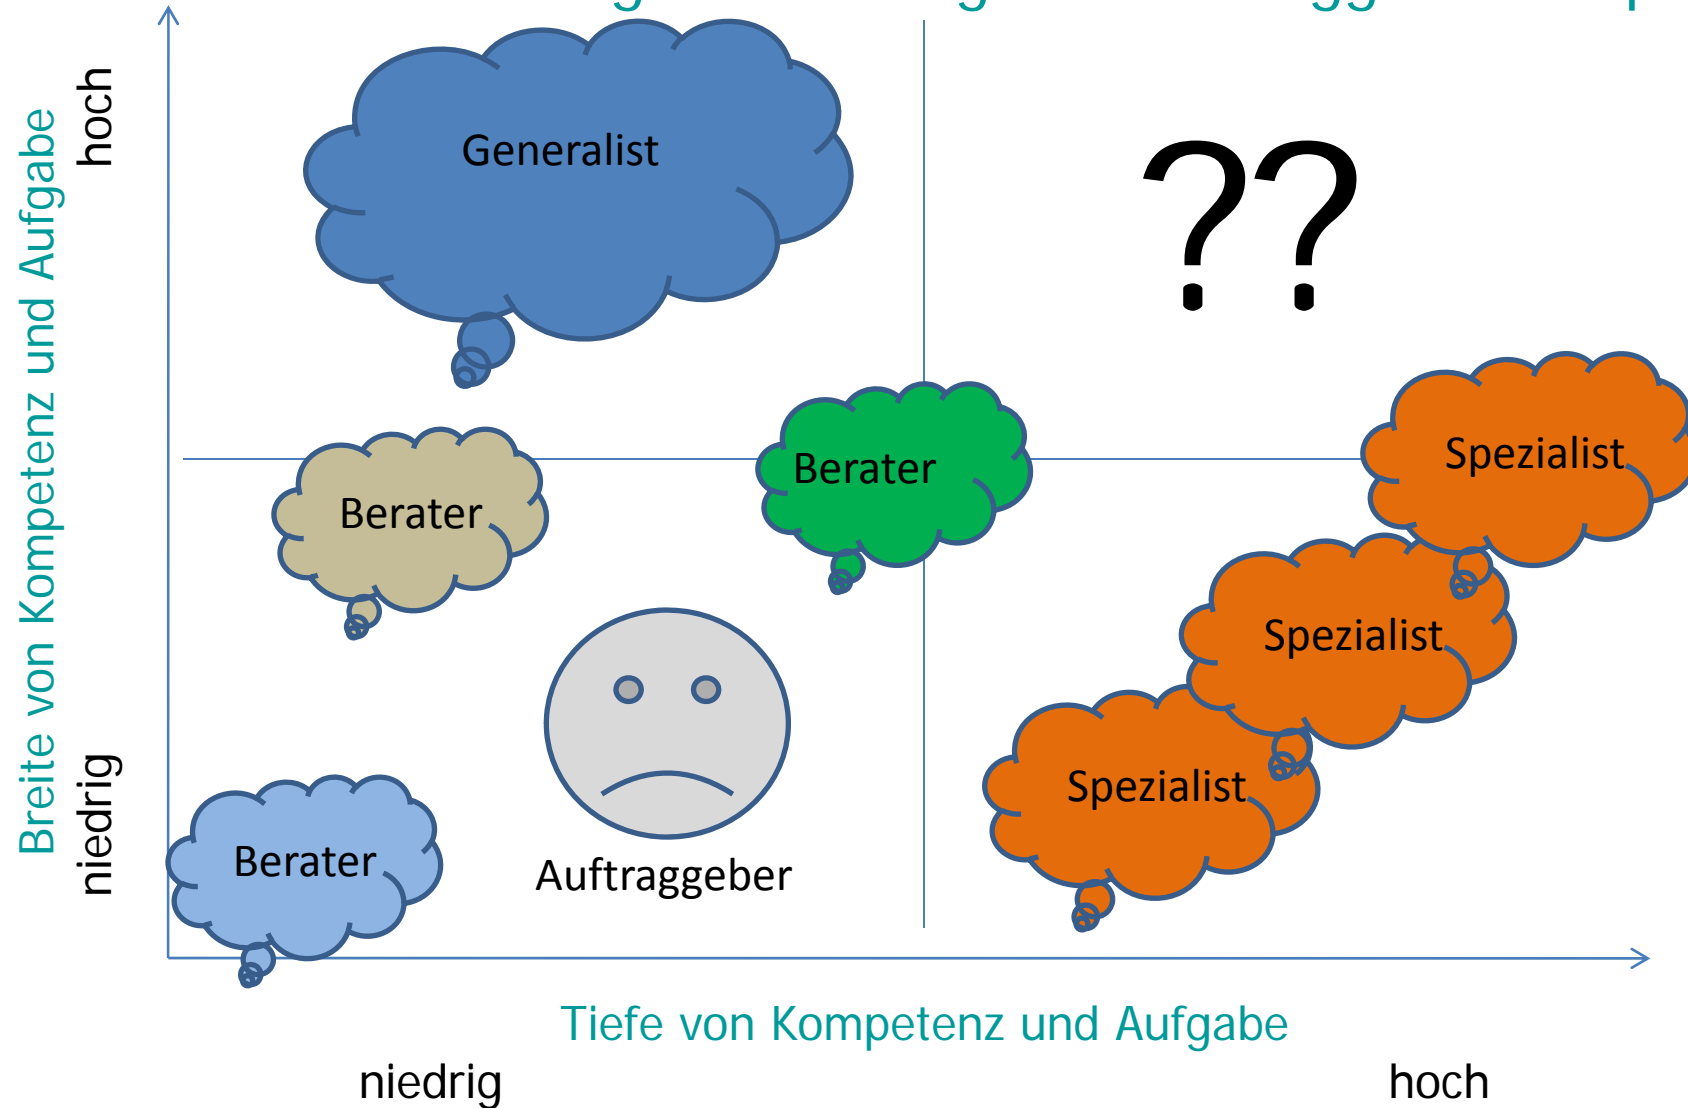 hoch
Generalist
??
Breite von Kompetenz und Aufgabe
Spezialist
Berater
Berater
Spezialist
niedrig
Spezialist
Berater
Auftraggeber
Tiefe von Kompetenz und Aufgabe
niedrig
hoch